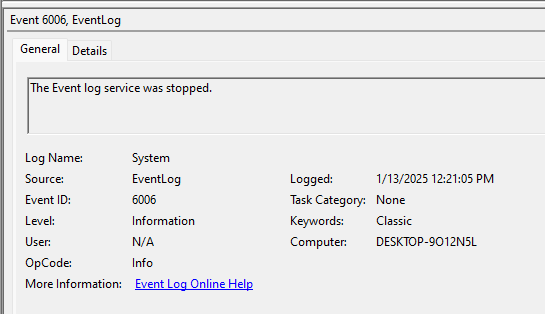 Event 6006, EventLog
General Details
The Event log service was stopped.
Log Name: System
Source: EventLog Logged: 1/13/2025 12:21:05 PM
Event ID: 6006 Task Category: None
Level: Information Keywords: Classic
User: N/A Computer: DESKTOP-9O12N5L
OpCode: Info
More Information: Event Log Online Help